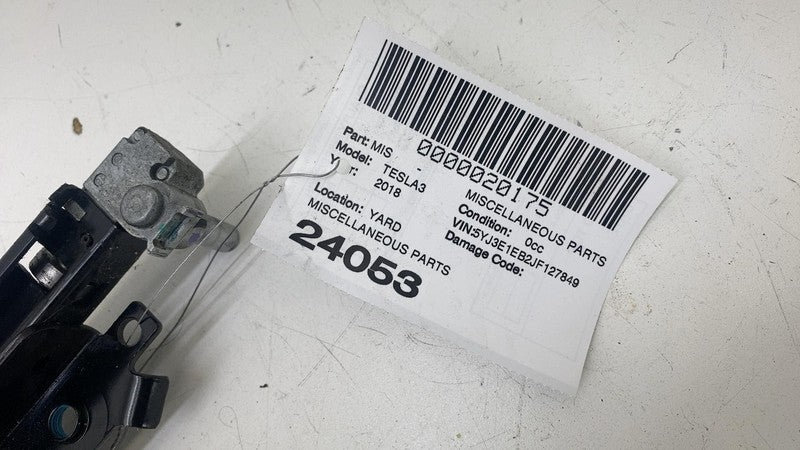 0000020175
Part: MIS -
MISCELLANEOUS PARTS
Model: TESLA3
Condition: 0cc
Year: 2018
VIN:5YJ3E1EB2JF127849
Damage Code:
Location: YARD
MISCELLANEOUS PARTS
24053